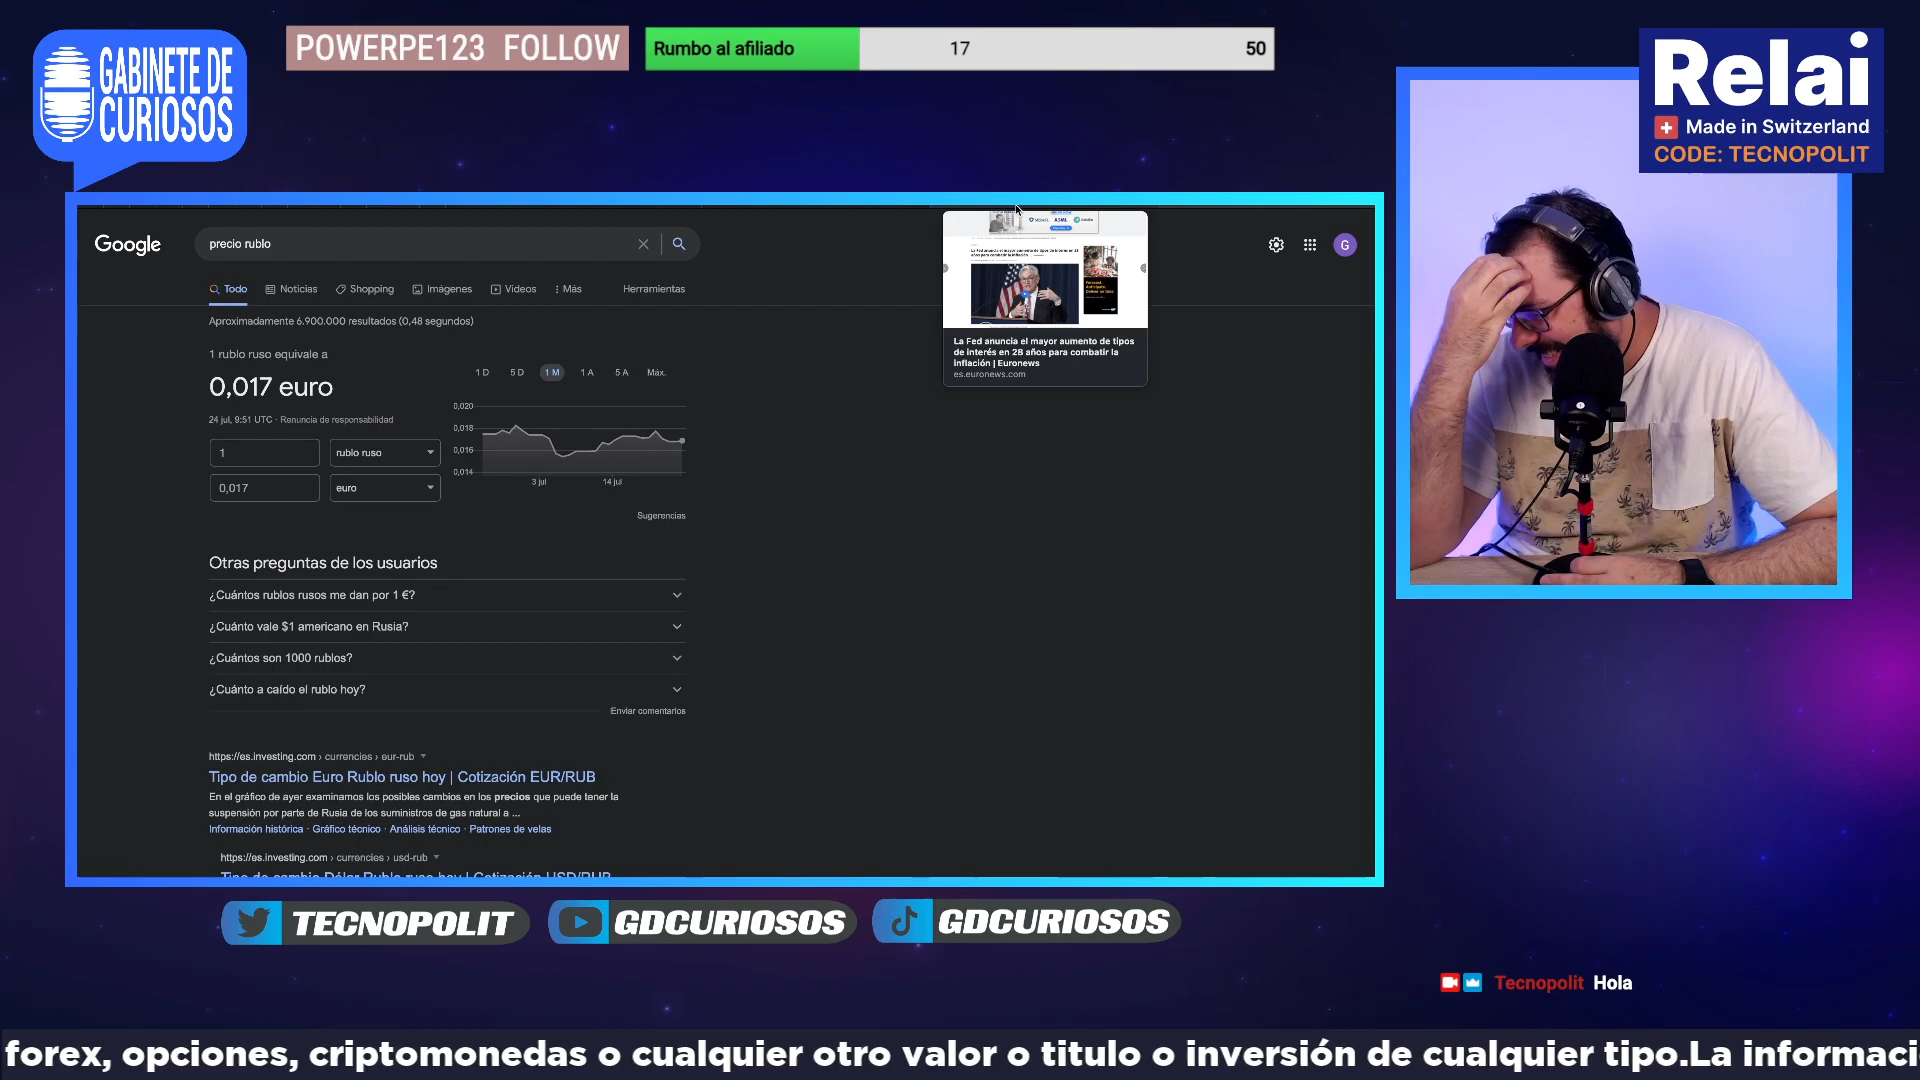 GABINETE DE
CURIOSOS
POWERPE123 FOLLOW
Rumbo al afiliado
17
50
Relai
Made in Switzerland
CODE: TECNOPOLIT
Google
precio rublo
G
Todo
Noticias
Shopping
Imágenes
Videos
Más
Herramientas
Aproximadamente 6.900.000 resultados (0,48 segundos)
1 rublo ruso equivale a
0,017 euro
24 jul, 9:51 UTC · Renuncia de responsabilidad
1
rublo ruso
0,017
euro
1 D
5 D
1 M
1 A
5 A
Máx.
0,020
0,018
0,016
0,014
3 jul
14 jul
Sugerencias
La Fed anuncia el mayor aumento de tipos
de interés en 28 años para combatir la
inflación | Euronews
es.euronews.com
Otras preguntas de los usuarios
¿Cuántos rublos rusos me dan por 1 €?
¿Cuánto vale $1 americano en Rusia?
¿Cuántos son 1000 rublos?
¿Cuánto a caído el rublo hoy?
Enviar comentarios
https://es.investing.com › currencies › eur-rub
Tipo de cambio Euro Rublo ruso hoy | Cotización EUR/RUB
En el gráfico de ayer examinamos los posibles cambios en los precios que puede tener la
suspensión por parte de Rusia de los suministros de gas natural a ...
Información histórica · Gráfico técnico · Análisis técnico · Patrones de velas
https://es.investing.com › currencies › usd-rub
Tipo de cambio Dólar Rublo ruso hoy | Cotización USD/RUB
TECNOPOLIT
GDCURIOSOS
GDCURIOSOS
Tecnopolit Hola
forex, opciones, criptomonedas o cualquier otro valor o titulo o inversión de cualquier tipo.La informaci